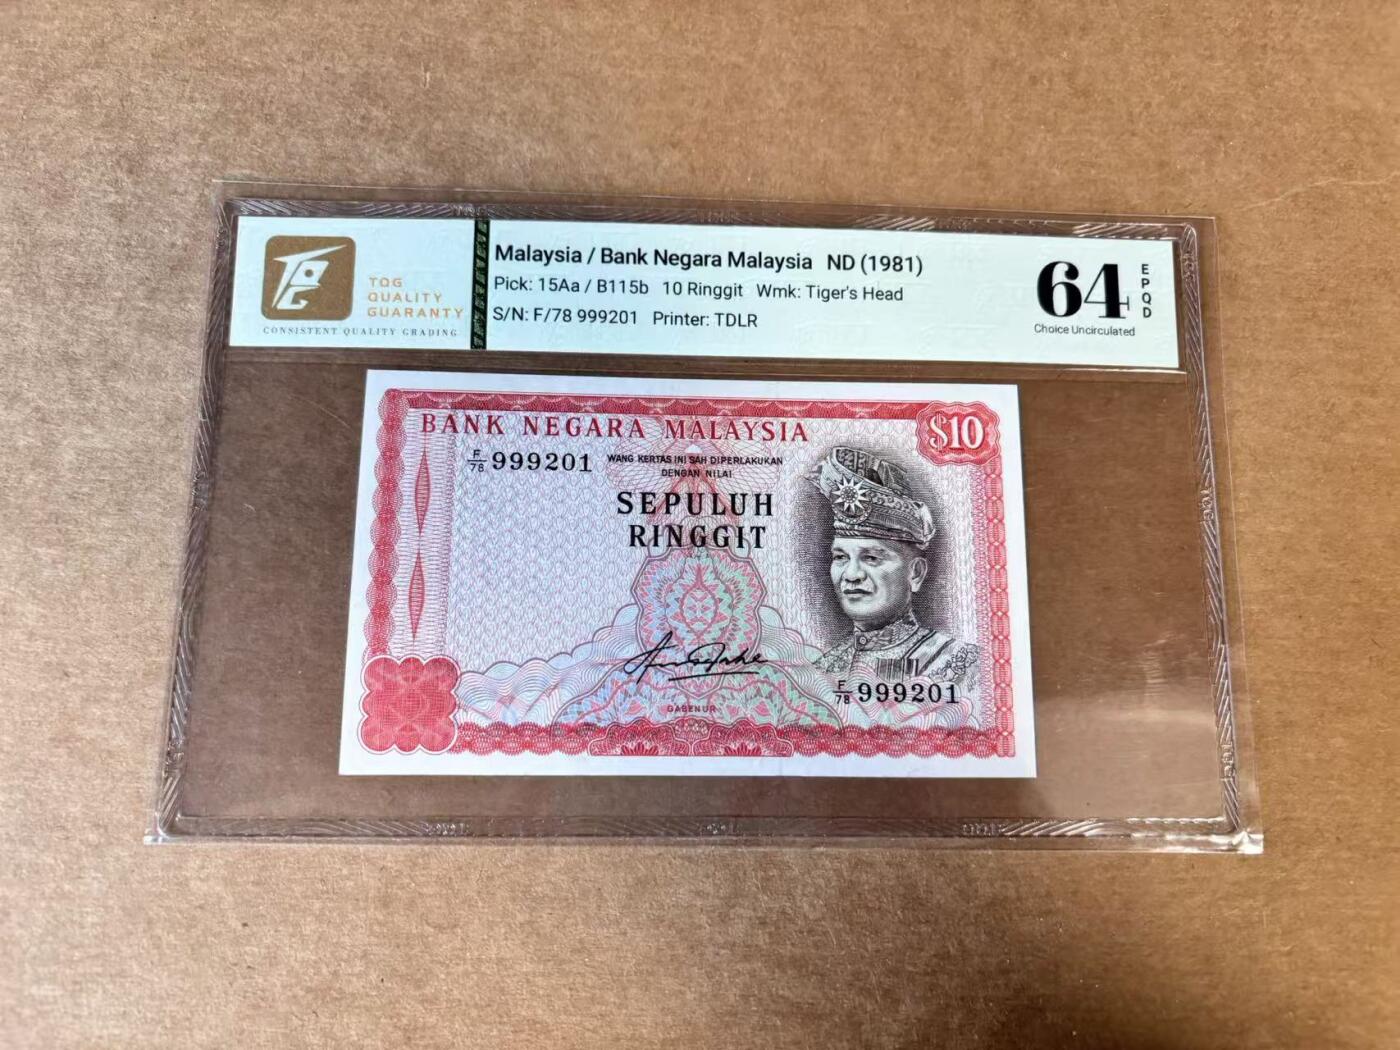 TQG
QUALITY
GUARANTY
CONSISTENT QUALITY GRADING
Malaysia / Bank Negara Malaysia ND (1981)
Pick: 15Aa / B115b 10 Ringgit Wmk: Tiger's Head
S/N: F/78 999201 Printer: TDLR
64
EPQD
Choice Uncirculated
BANK NEGARA MALAYSIA
$10
F/78 999201
WANG KERTAS INI SAH DIPERLAKUKAN
DENGAN NILAI
SEPULUH
RINGGIT
GABENUR
F/78 999201